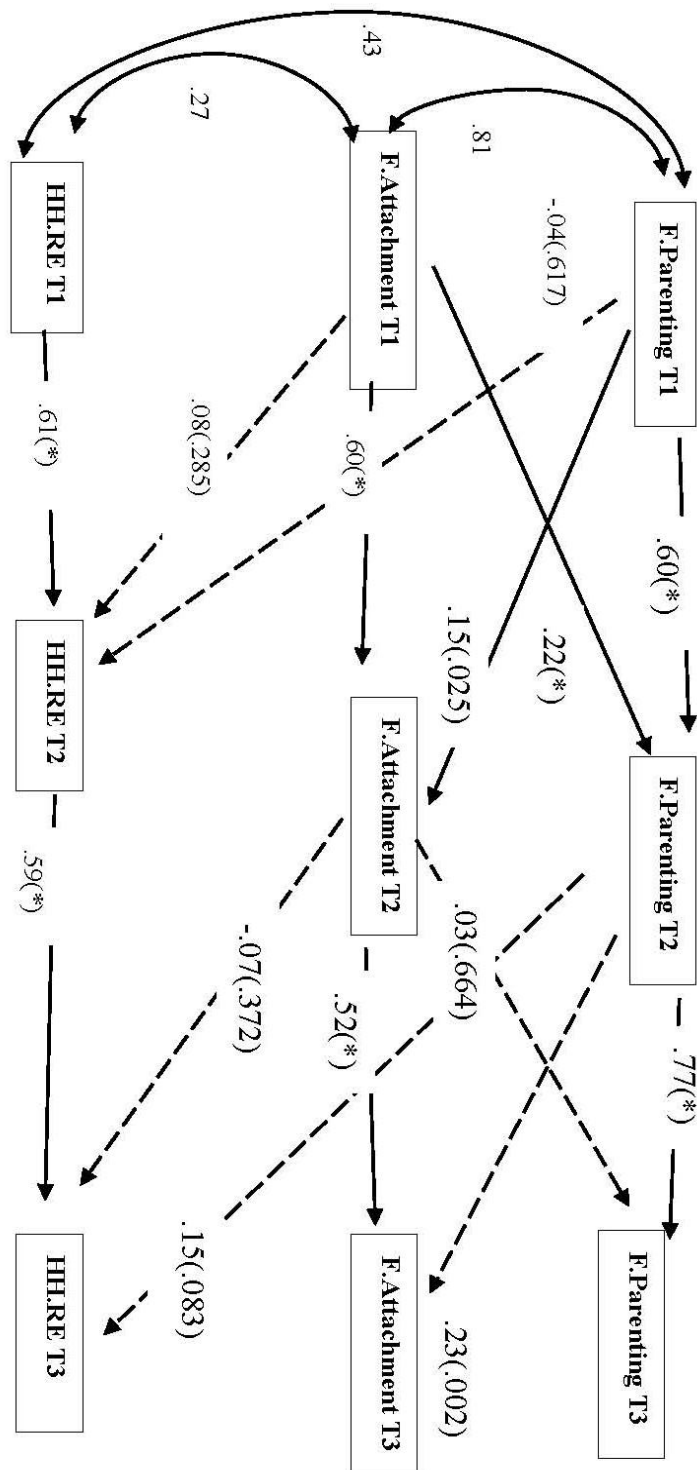 .43
.27
.81
F.Parenting T1
.60(*)
F.Parenting T2
.77(*)
F.Parenting T3
-.04(.617)
.22(*)
.15(.025)
.03(.664)
.23(.002)
F.Attachment T1
.60(*)
F.Attachment T2
.52(*)
F.Attachment T3
.08(.285)
-.07(.372)
.15(.083)
HH.RE T1
.61(*)
HH.RE T2
.59(*)
HH.RE T3